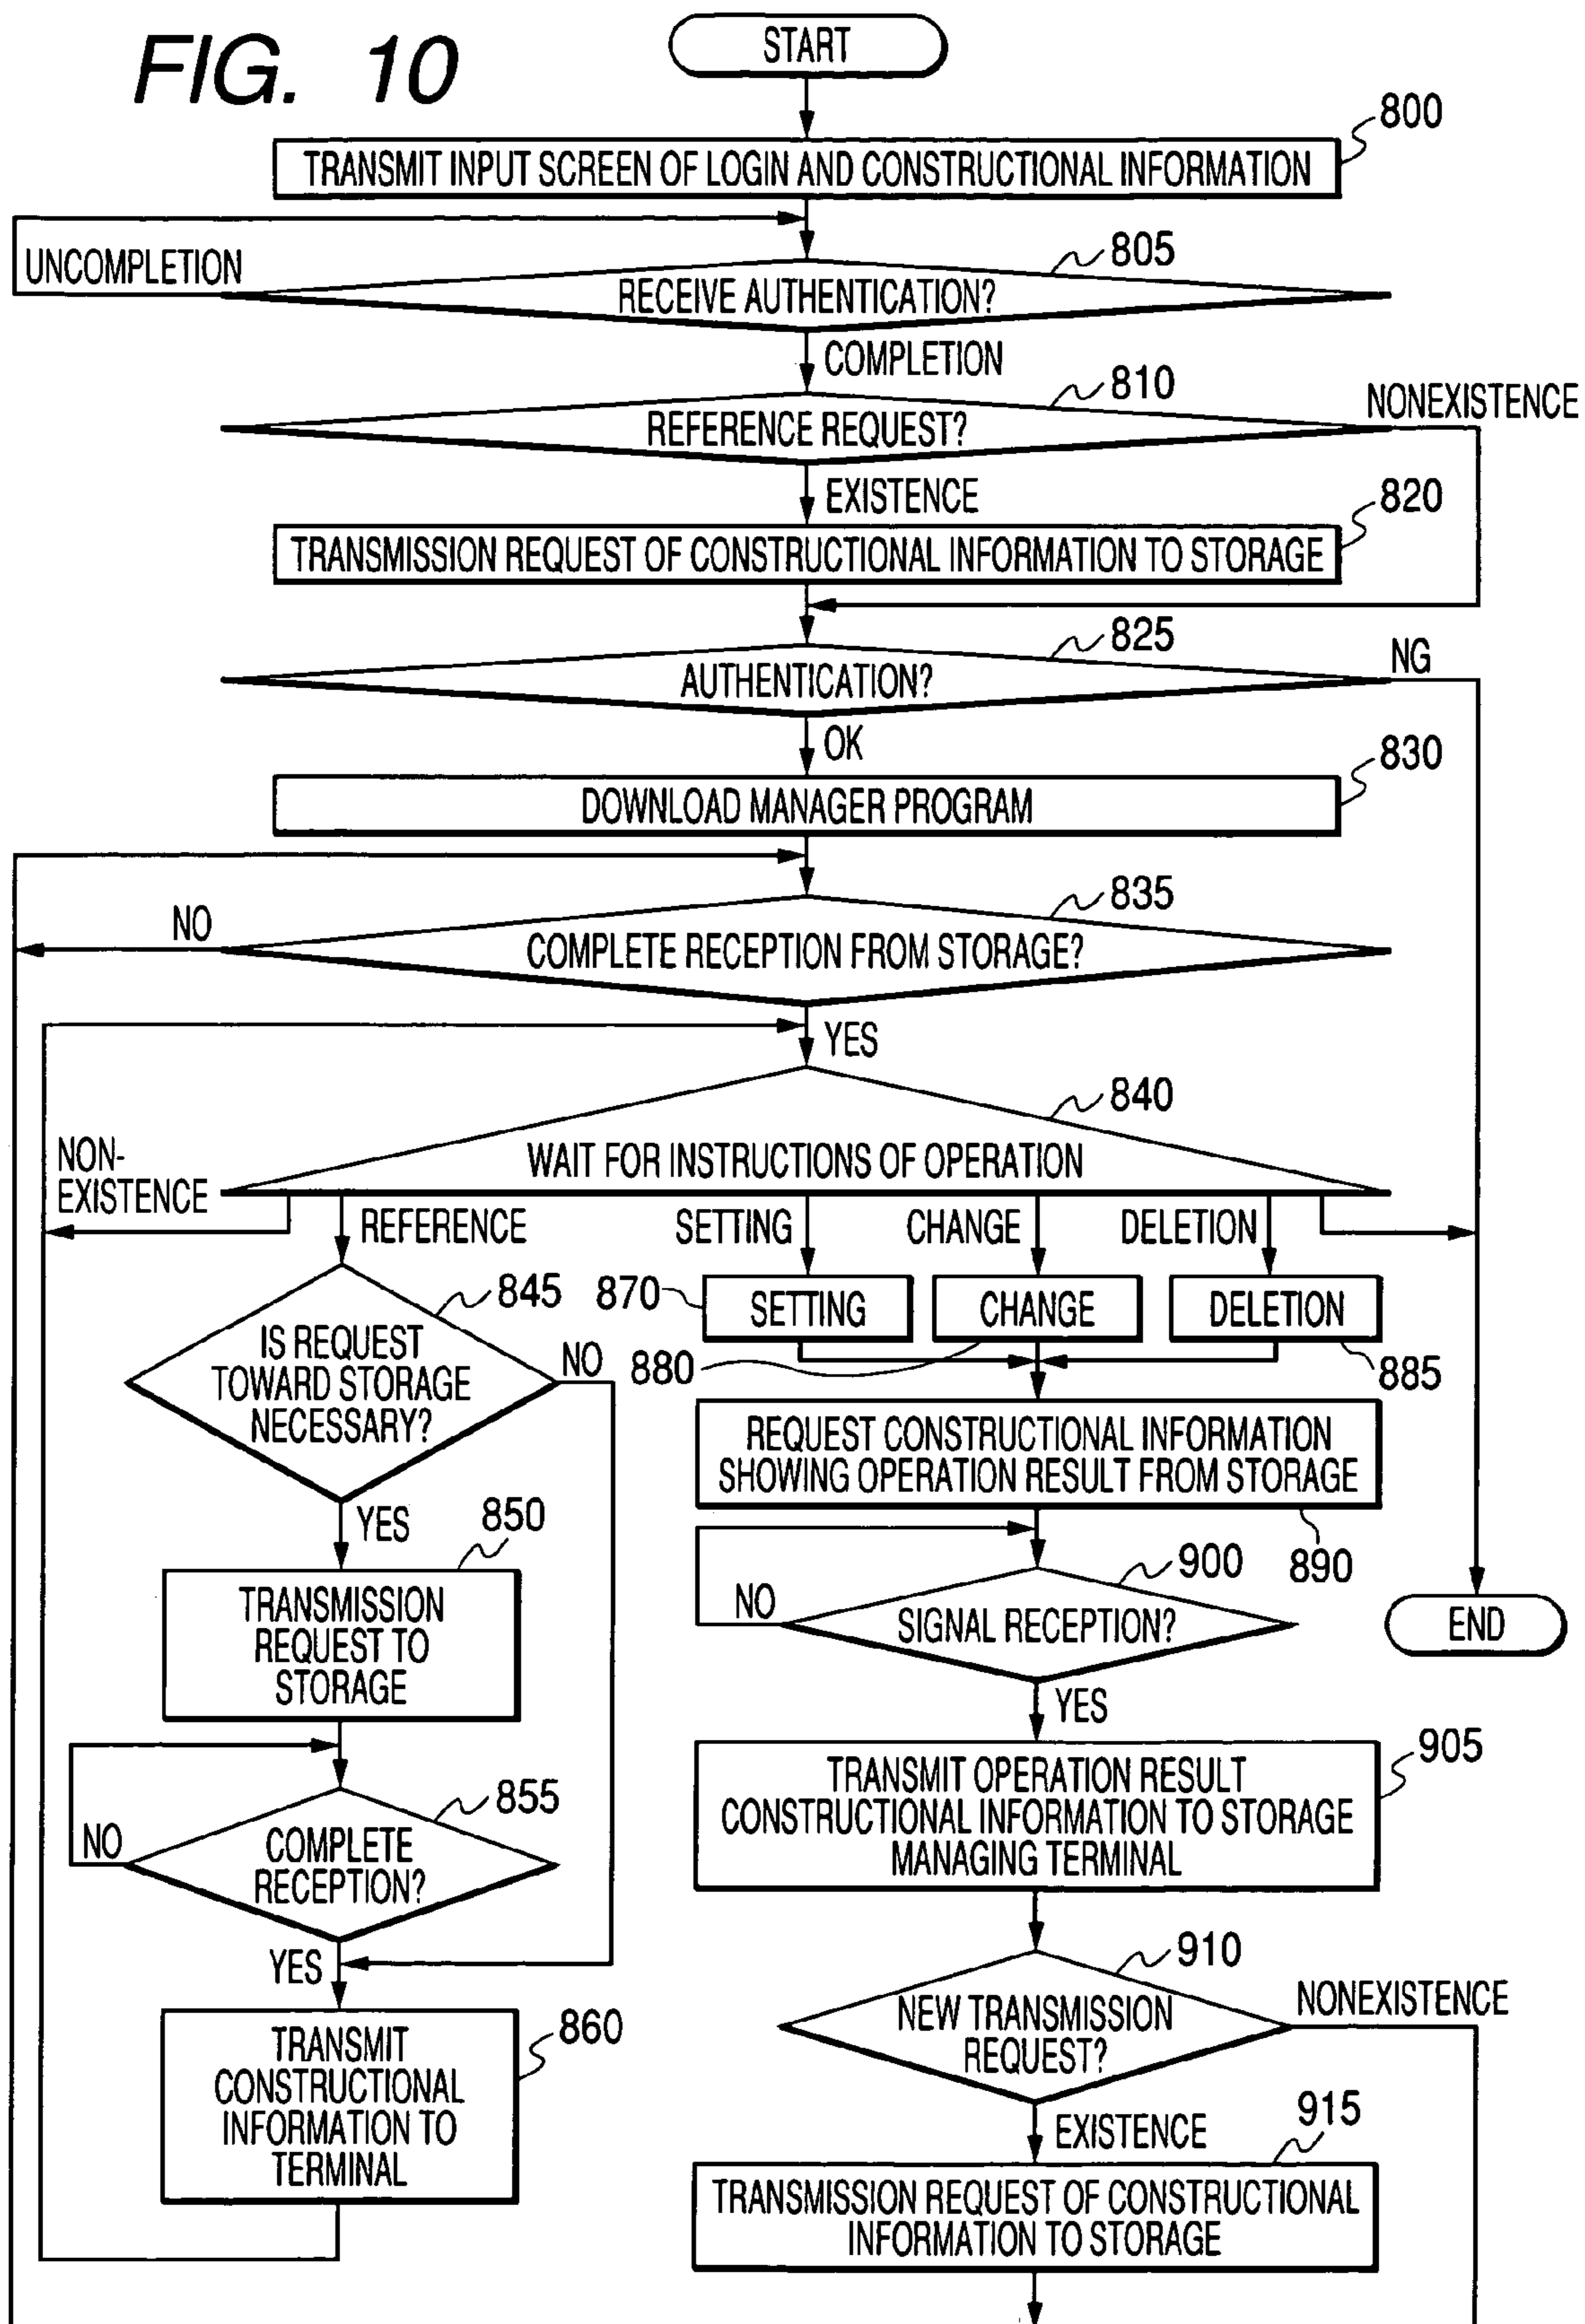 FIG. 10
START
800
TRANSMIT INPUT SCREEN OF LOGIN AND CONSTRUCTIONAL INFORMATION
UNCOMPLETION
805
RECEIVE AUTHENTICATION?
COMPLETION
810
NONEXISTENCE
REFERENCE REQUEST?
EXISTENCE
820
TRANSMISSION REQUEST OF CONSTRUCTIONAL INFORMATION TO STORAGE
825
NG
AUTHENTICATION?
OK
830
DOWNLOAD MANAGER PROGRAM
835
NO
COMPLETE RECEPTION FROM STORAGE?
YES
840
NON-
EXISTENCE
WAIT FOR INSTRUCTIONS OF OPERATION
REFERENCE
SETTING
CHANGE
DELETION
845
IS REQUEST
TOWARD STORAGE
NECESSARY?
NO
YES
850
TRANSMISSION
REQUEST TO
STORAGE
855
NO
COMPLETE
RECEPTION?
YES
860
TRANSMIT
CONSTRUCTIONAL
INFORMATION TO
TERMINAL
870
SETTING
CHANGE
DELETION
880
885
REQUEST CONSTRUCTIONAL INFORMATION
SHOWING OPERATION RESULT FROM STORAGE
890
900
NO
SIGNAL RECEPTION?
END
YES
905
TRANSMIT OPERATION RESULT
CONSTRUCTIONAL INFORMATION TO STORAGE
MANAGING TERMINAL
910
NONEXISTENCE
NEW TRANSMISSION
REQUEST?
EXISTENCE
915
TRANSMISSION REQUEST OF CONSTRUCTIONAL
INFORMATION TO STORAGE